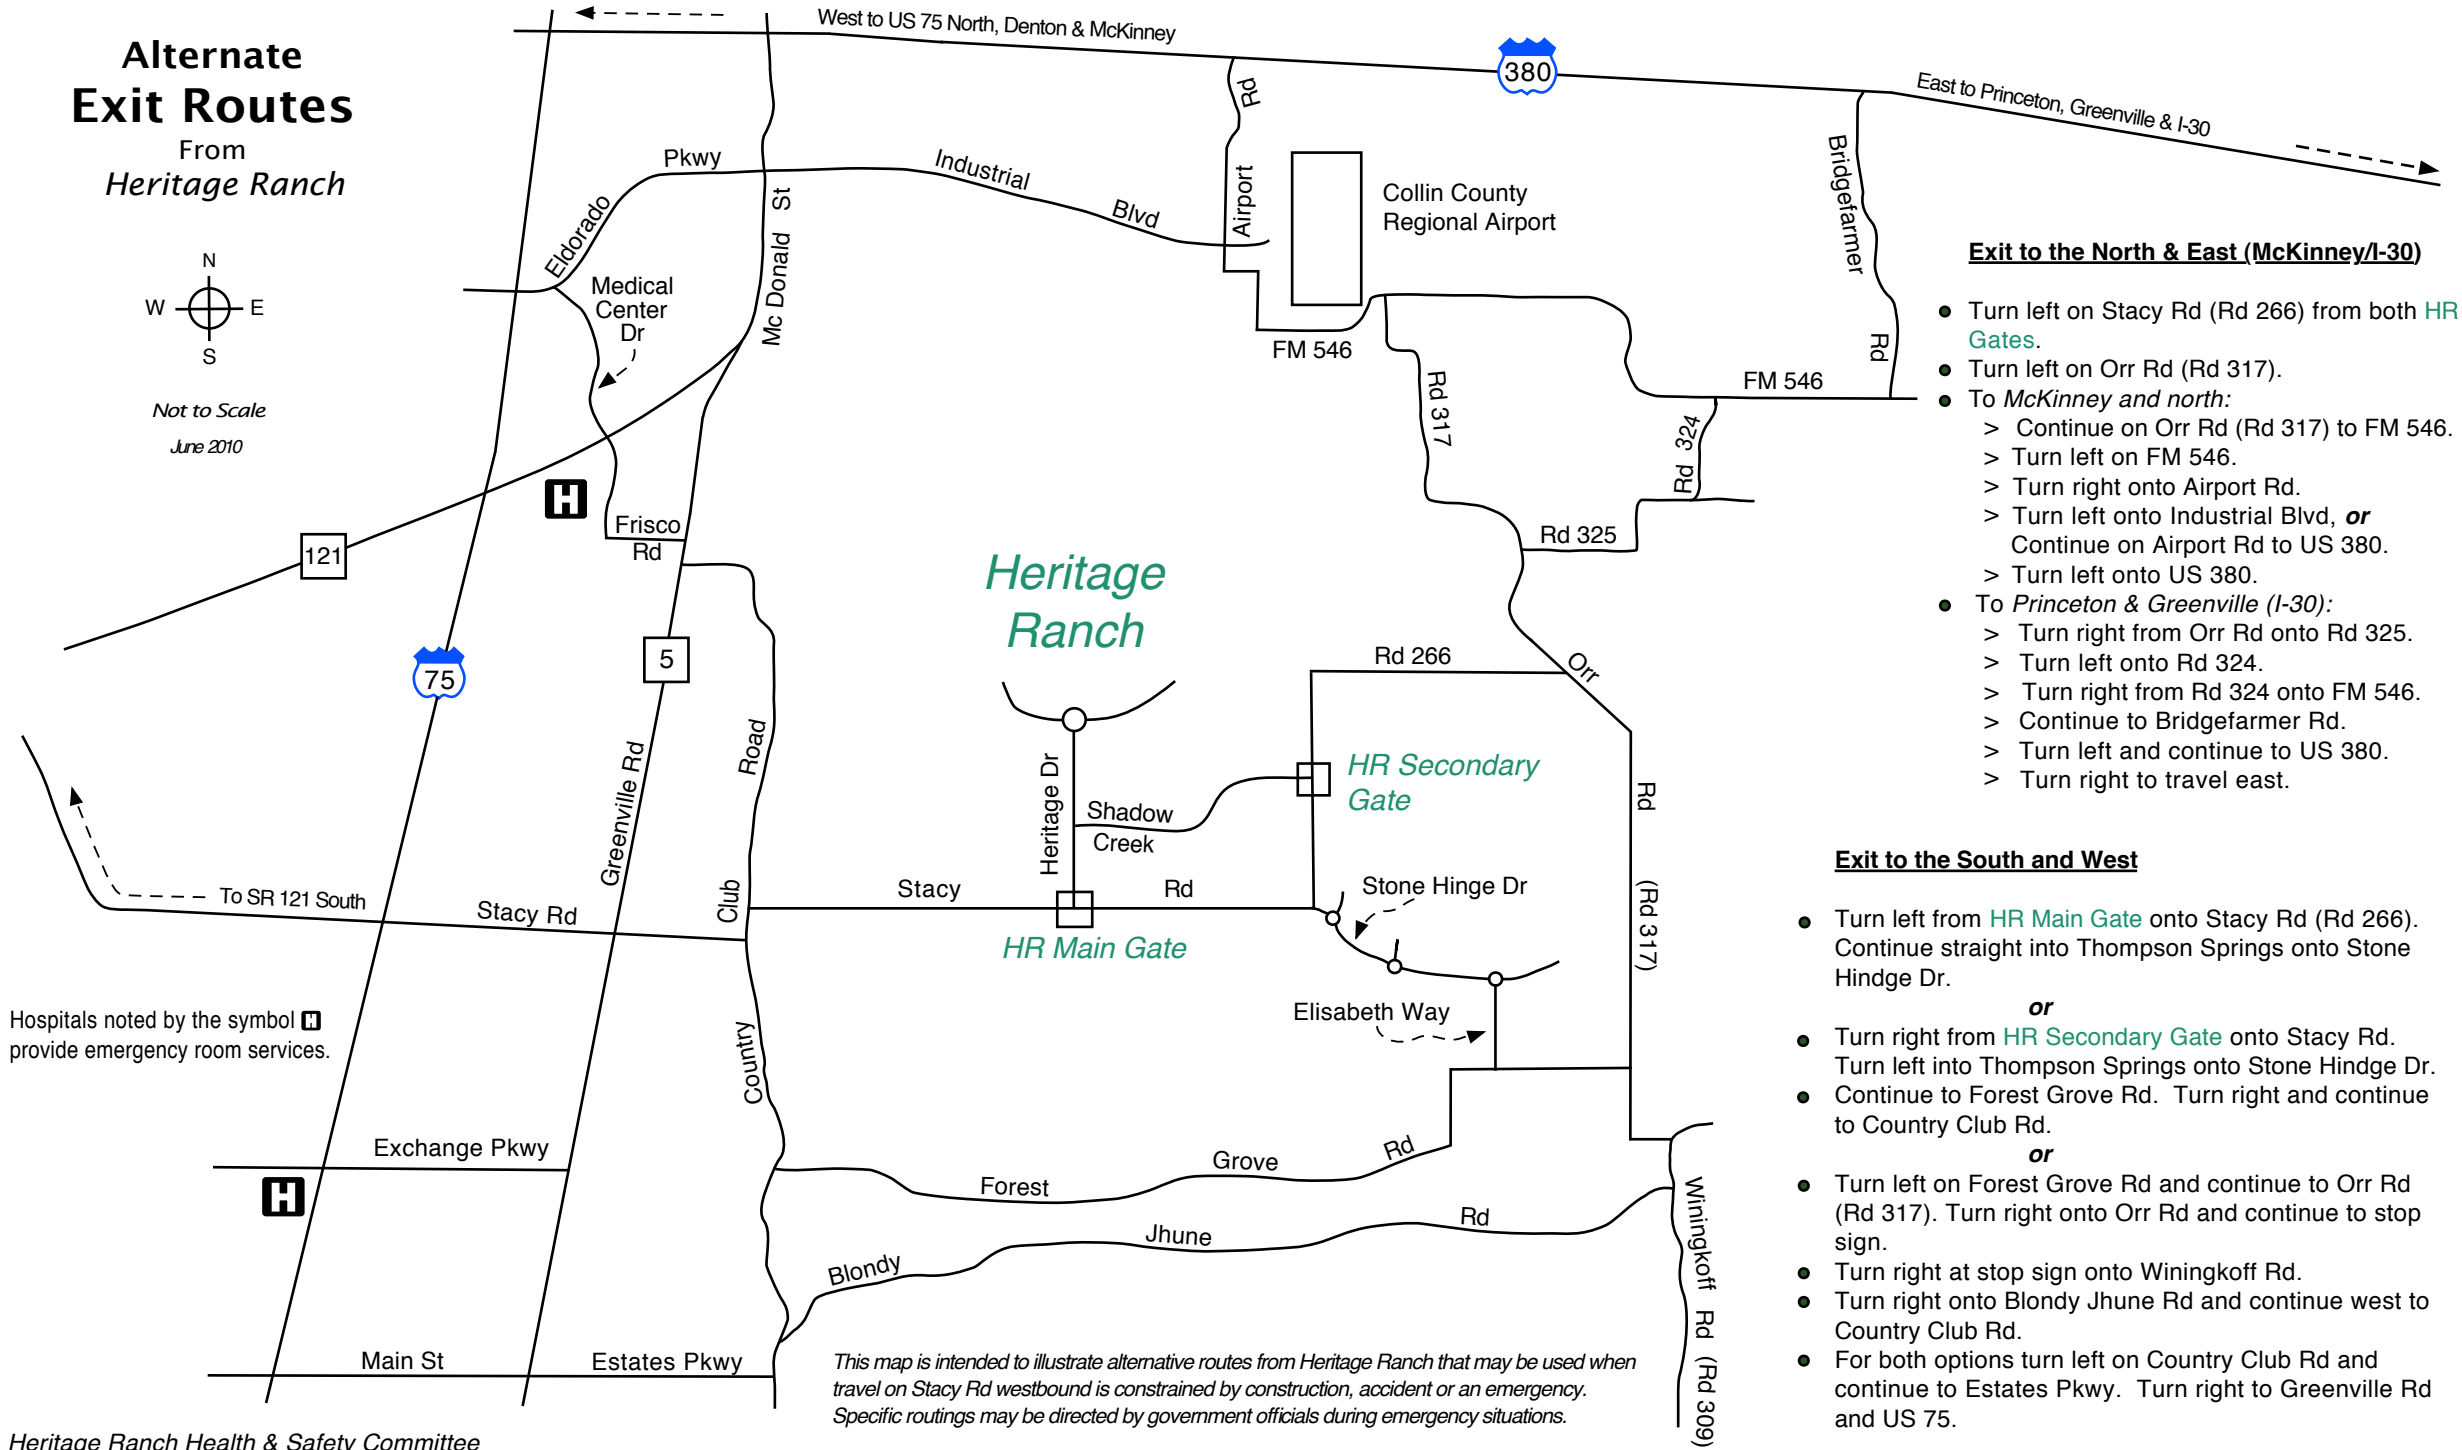 Alternate
Exit Routes
From
Heritage Ranch
N
W E
S
Not to Scale
June 2010
West to US 75 North, Denton & McKinney
380
East to Princeton, Greenville & I-30
Pkwy
Industrial
Blvd
Eldorado
Mc Donald St
Medical
Center
Dr
Airport Rd
Collin County
Regional Airport
Bridgefarmer Rd
FM 546
FM 546
Rd 317
Rd 324
Rd 325
121
75
5
Frisco
Rd
Heritage
Ranch
Rd 266
Orr Rd (Rd 317)
HR Secondary
Gate
Heritage Dr
Shadow
Creek
Greenville Rd
Country Club Road
To SR 121 South
Stacy Rd
Stacy Rd
HR Main Gate
Stone Hinge Dr
Elisabeth Way
Hospitals noted by the symbol H
provide emergency room services.
H
H
Exchange Pkwy
Forest Grove Rd
Blondy Jhune Rd
Winingkoff Rd (Rd 309)
Main St
Estates Pkwy
This map is intended to illustrate alternative routes from Heritage Ranch that may be used when
travel on Stacy Rd westbound is constrained by construction, accident or an emergency.
Specific routings may be directed by government officials during emergency situations.
Heritage Ranch Health & Safety Committee
Exit to the North & East (McKinney/I-30)
Turn left on Stacy Rd (Rd 266) from both HR
Gates.
Turn left on Orr Rd (Rd 317).
To McKinney and north:
> Continue on Orr Rd (Rd 317) to FM 546.
> Turn left on FM 546.
> Turn right onto Airport Rd.
> Turn left onto Industrial Blvd, or
Continue on Airport Rd to US 380.
> Turn left onto US 380.
To Princeton & Greenville (I-30):
> Turn right from Orr Rd onto Rd 325.
> Turn left onto Rd 324.
> Turn right from Rd 324 onto FM 546.
> Continue to Bridgefarmer Rd.
> Turn left and continue to US 380.
> Turn right to travel east.
Exit to the South and West
Turn left from HR Main Gate onto Stacy Rd (Rd 266).
Continue straight into Thompson Springs onto Stone
Hindge Dr.
or
Turn right from HR Secondary Gate onto Stacy Rd.
Turn left into Thompson Springs onto Stone Hindge Dr.
Continue to Forest Grove Rd. Turn right and continue
to Country Club Rd.
or
Turn left on Forest Grove Rd and continue to Orr Rd
(Rd 317). Turn right onto Orr Rd and continue to stop
sign.
Turn right at stop sign onto Winingkoff Rd.
Turn right onto Blondy Jhune Rd and continue west to
Country Club Rd.
For both options turn left on Country Club Rd and
continue to Estates Pkwy. Turn right to Greenville Rd
and US 75.